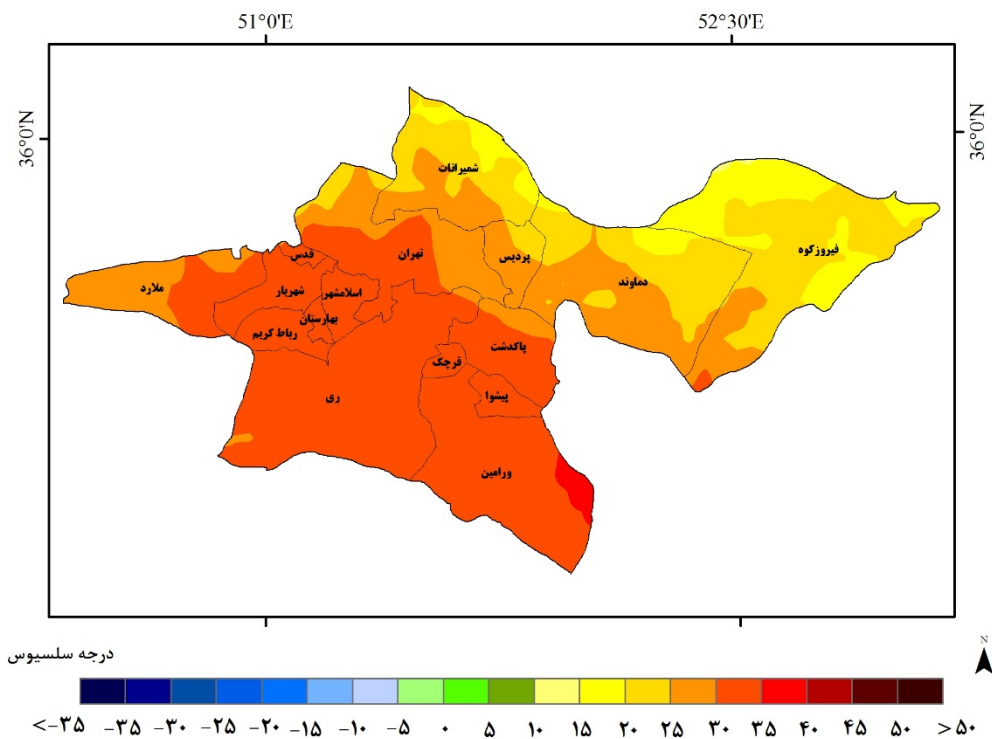 51°0'E 52°30'E
36°0'N 36°0'N
شمیرانات
فیروزکوه
تهران
پردیس
دماوند
قدس
ملارد
شهریار
اسلامشهر
بهارستان
رباط کریم
پاکدشت
قرچک
پیشوا
ری
ورامین
درجه سلسیوس
N
<-۳۵ -۳۵ -۳۰ -۲۵ -۲۰ -۱۵ -۱۰ -۵ ۰ ۵ ۱۰ ۱۵ ۲۰ ۲۵ ۳۰ ۳۵ ۴۰ ۴۵ ۵۰ >۵۰